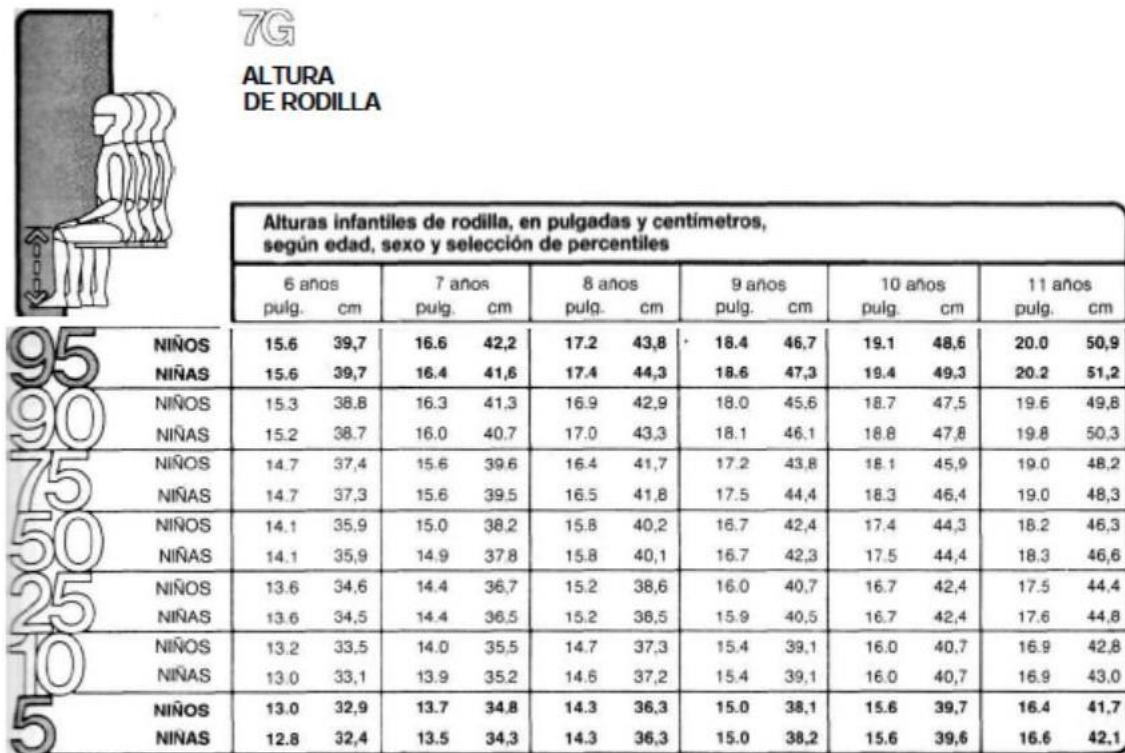 7G
ALTURA
DE RODILLA
Alturas infantiles de rodilla, en pulgadas y centímetros,
según edad, sexo y selección de percentiles
6 años 7 años 8 años 9 años 10 años 11 años
pulg. cm pulg. cm pulg. cm pulg. cm pulg. cm pulg. cm
95 NIÑOS 15.6 39,7 16.6 42,2 17.2 43,8 18.4 46,7 19.1 48,6 20.0 50,9
NIÑAS 15.6 39,7 16.4 41,6 17.4 44,3 18.6 47,3 19.4 49,3 20.2 51,2
90 NIÑOS 15.3 38.8 16.3 41,3 16.9 42,9 18.0 45,6 18.7 47,5 19.6 49,8
NIÑAS 15.2 38.7 16.0 40.7 17.0 43,3 18.1 46.1 18.8 47,8 19.8 50,3
75 NIÑOS 14.7 37,4 15.6 39.6 16.4 41,7 17.2 43,8 18.1 45,9 19.0 48,2
NIÑAS 14.7 37,3 15.6 39,5 16.5 41,8 17.5 44,4 18.3 46,4 19.0 48,3
50 NIÑOS 14.1 35,9 15.0 38,2 15.8 40,2 16.7 42,4 17.4 44,3 18.2 46,3
NIÑAS 14.1 35,9 14.9 37,8 15.8 40,1 16.7 42,3 17.5 44,4 18.3 46,6
25 NIÑOS 13.6 34,6 14.4 36,7 15.2 38,6 16.0 40,7 16.7 42,4 17.5 44,4
NIÑAS 13.6 34,5 14.4 36,5 15.2 38,5 15.9 40,5 16.7 42,4 17.6 44,8
10 NIÑOS 13.2 33,5 14.0 35,5 14.7 37,3 15.4 39,1 16.0 40,7 16.9 42,8
NIÑAS 13.0 33,1 13.9 35,2 14.6 37,2 15.4 39,1 16.0 40,7 16.9 43,0
5 NIÑOS 13.0 32,9 13.7 34,8 14.3 36,3 15.0 38,1 15.6 39,7 16.4 41,7
NIÑAS 12.8 32,4 13.5 34,3 14.3 36,3 15.0 38,2 15.6 39,6 16.6 42,1